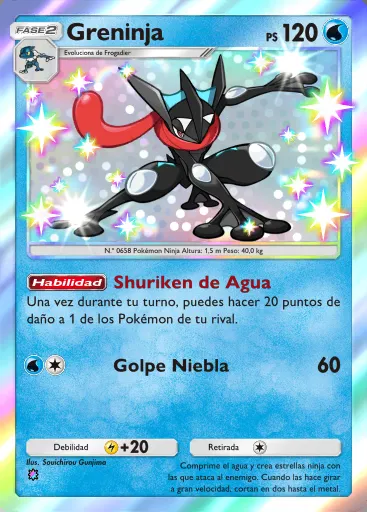 FASE 2
Greninja
PS 120
Evoluciona de Frogadier
N.º 0658 Pokémon Ninja Altura: 1,5 m Peso: 40,0 kg
Habilidad Shuriken de Agua
Una vez durante tu turno, puedes hacer 20 puntos de
daño a 1 de los Pokémon de tu rival.
Golpe Niebla 60
Debilidad +20 Retirada
Ilus. Souichirou Gunjima
Comprime el agua y crea estrellas ninja con
las que ataca al enemigo. Cuando las hace girar
a gran velocidad, cortan en dos hasta el metal.